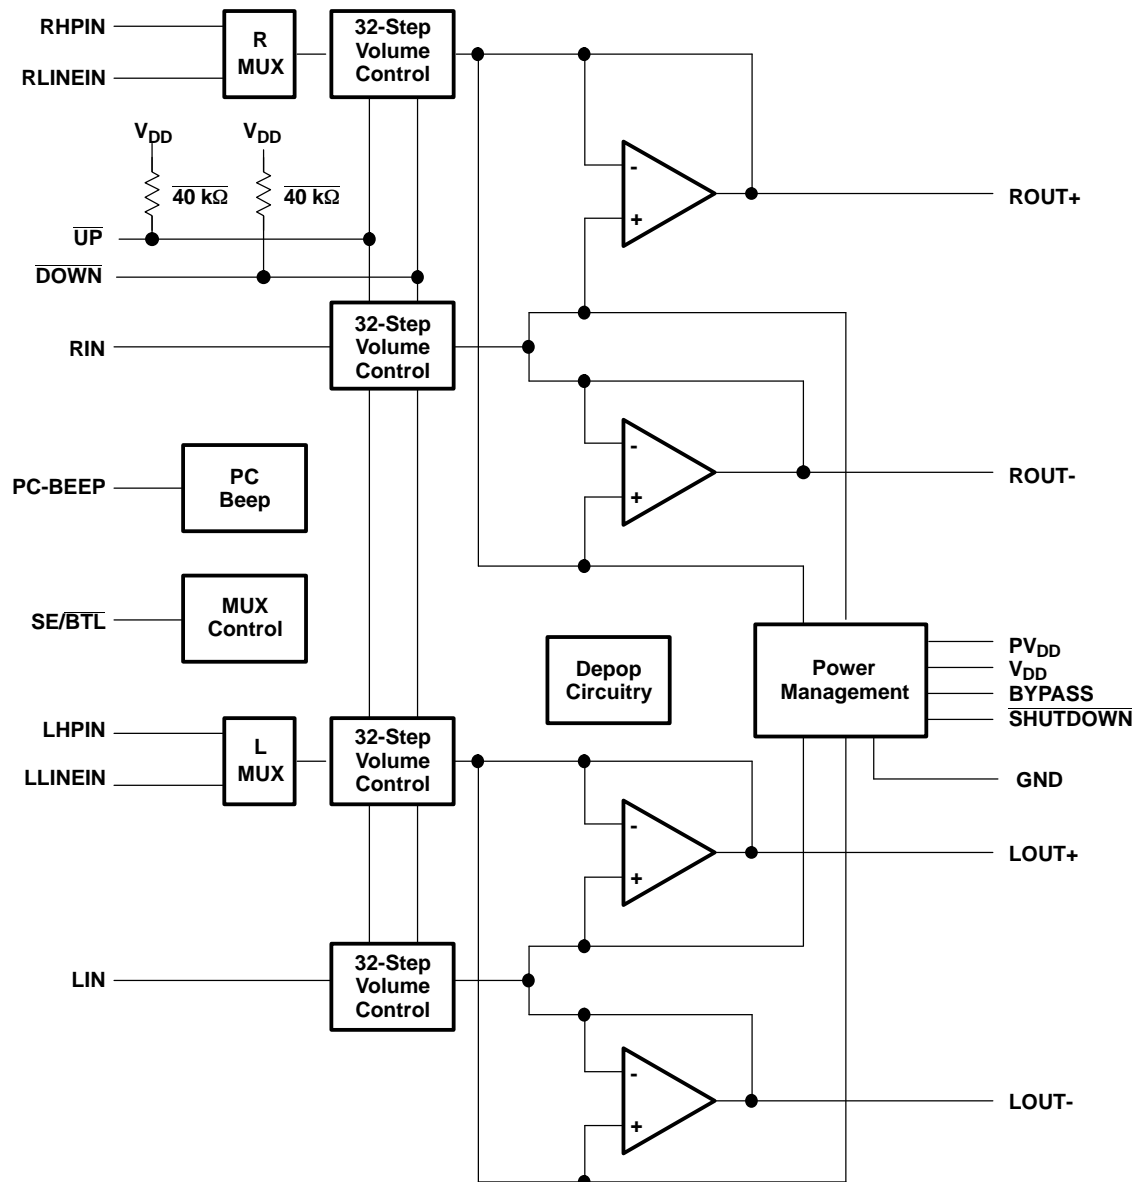 RHPIN
RLINEIN
R
MUX
32-Step
Volume
Control
VDD
40 kΩ
VDD
40 kΩ
UP
DOWN
-
+
ROUT+
RIN
32-Step
Volume
Control
-
+
ROUT-
PC-BEEP
PC
Beep
SE/BTL
MUX
Control
Depop
Circuitry
Power
Management
PVDD
VDD
BYPASS
SHUTDOWN
GND
LHPIN
LLINEIN
L
MUX
32-Step
Volume
Control
-
+
LOUT+
LIN
32-Step
Volume
Control
-
+
LOUT-